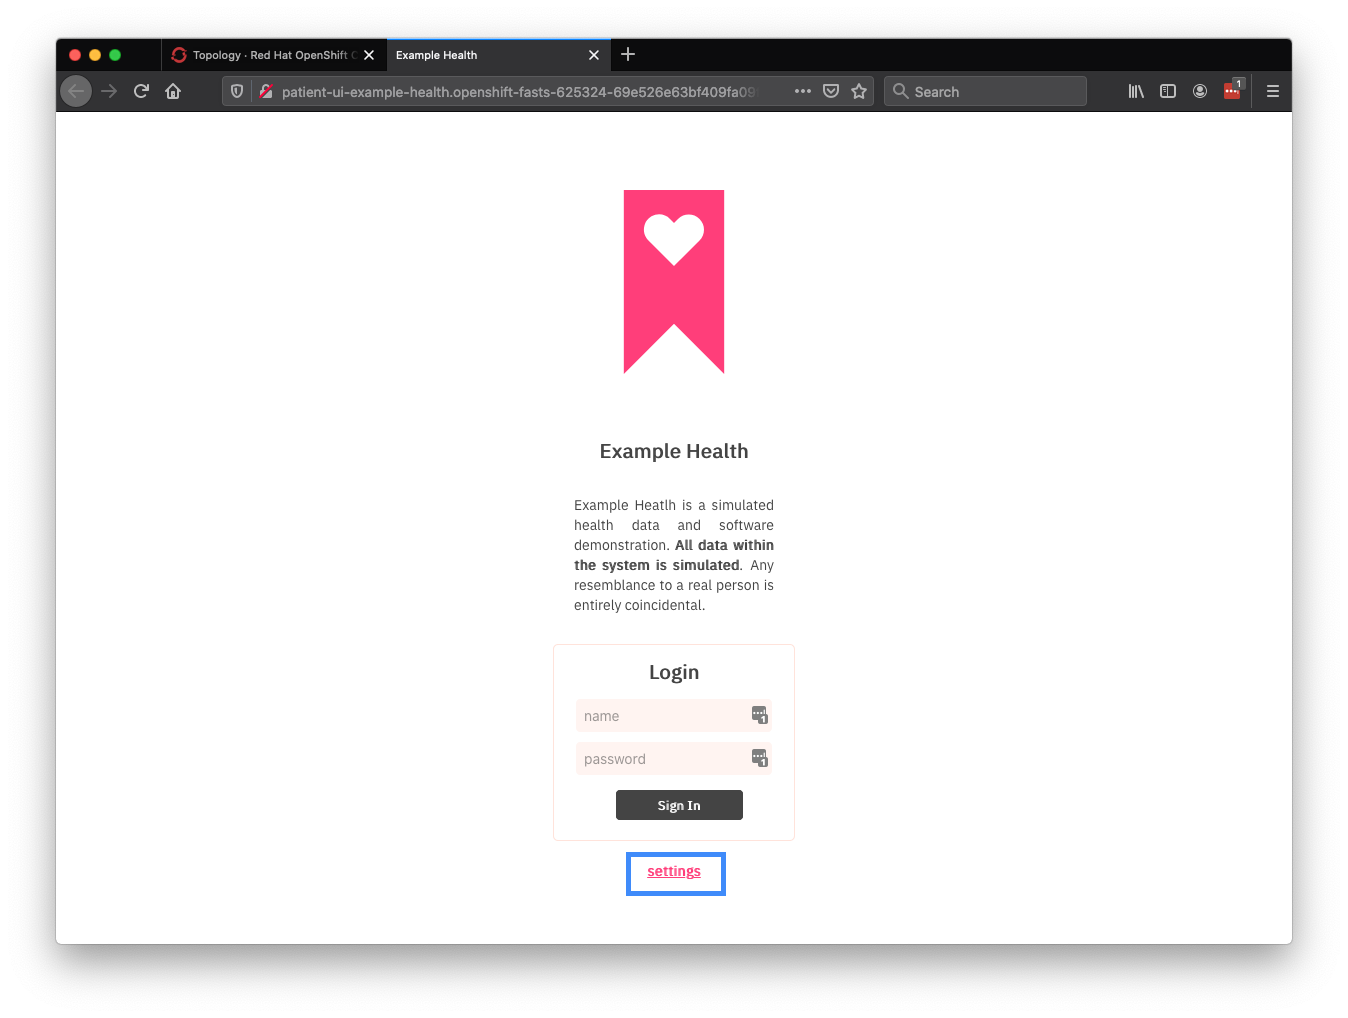 Topology · Red Hat OpenShift C
Example Health
patient-ui-example-health.openshift-fasts-625324-69e526e63bf409fa09
Search
1
Example Health
Example Heatlh is a simulated
health data and software
demonstration. All data within
the system is simulated. Any
resemblance to a real person is
entirely coincidental.
Login
name
1
password
1
Sign In
settings